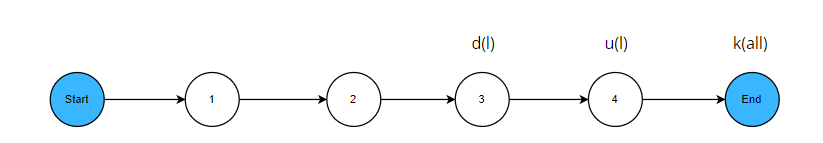 d(l) u(l) k(all)
Start 1 2 3 4 End